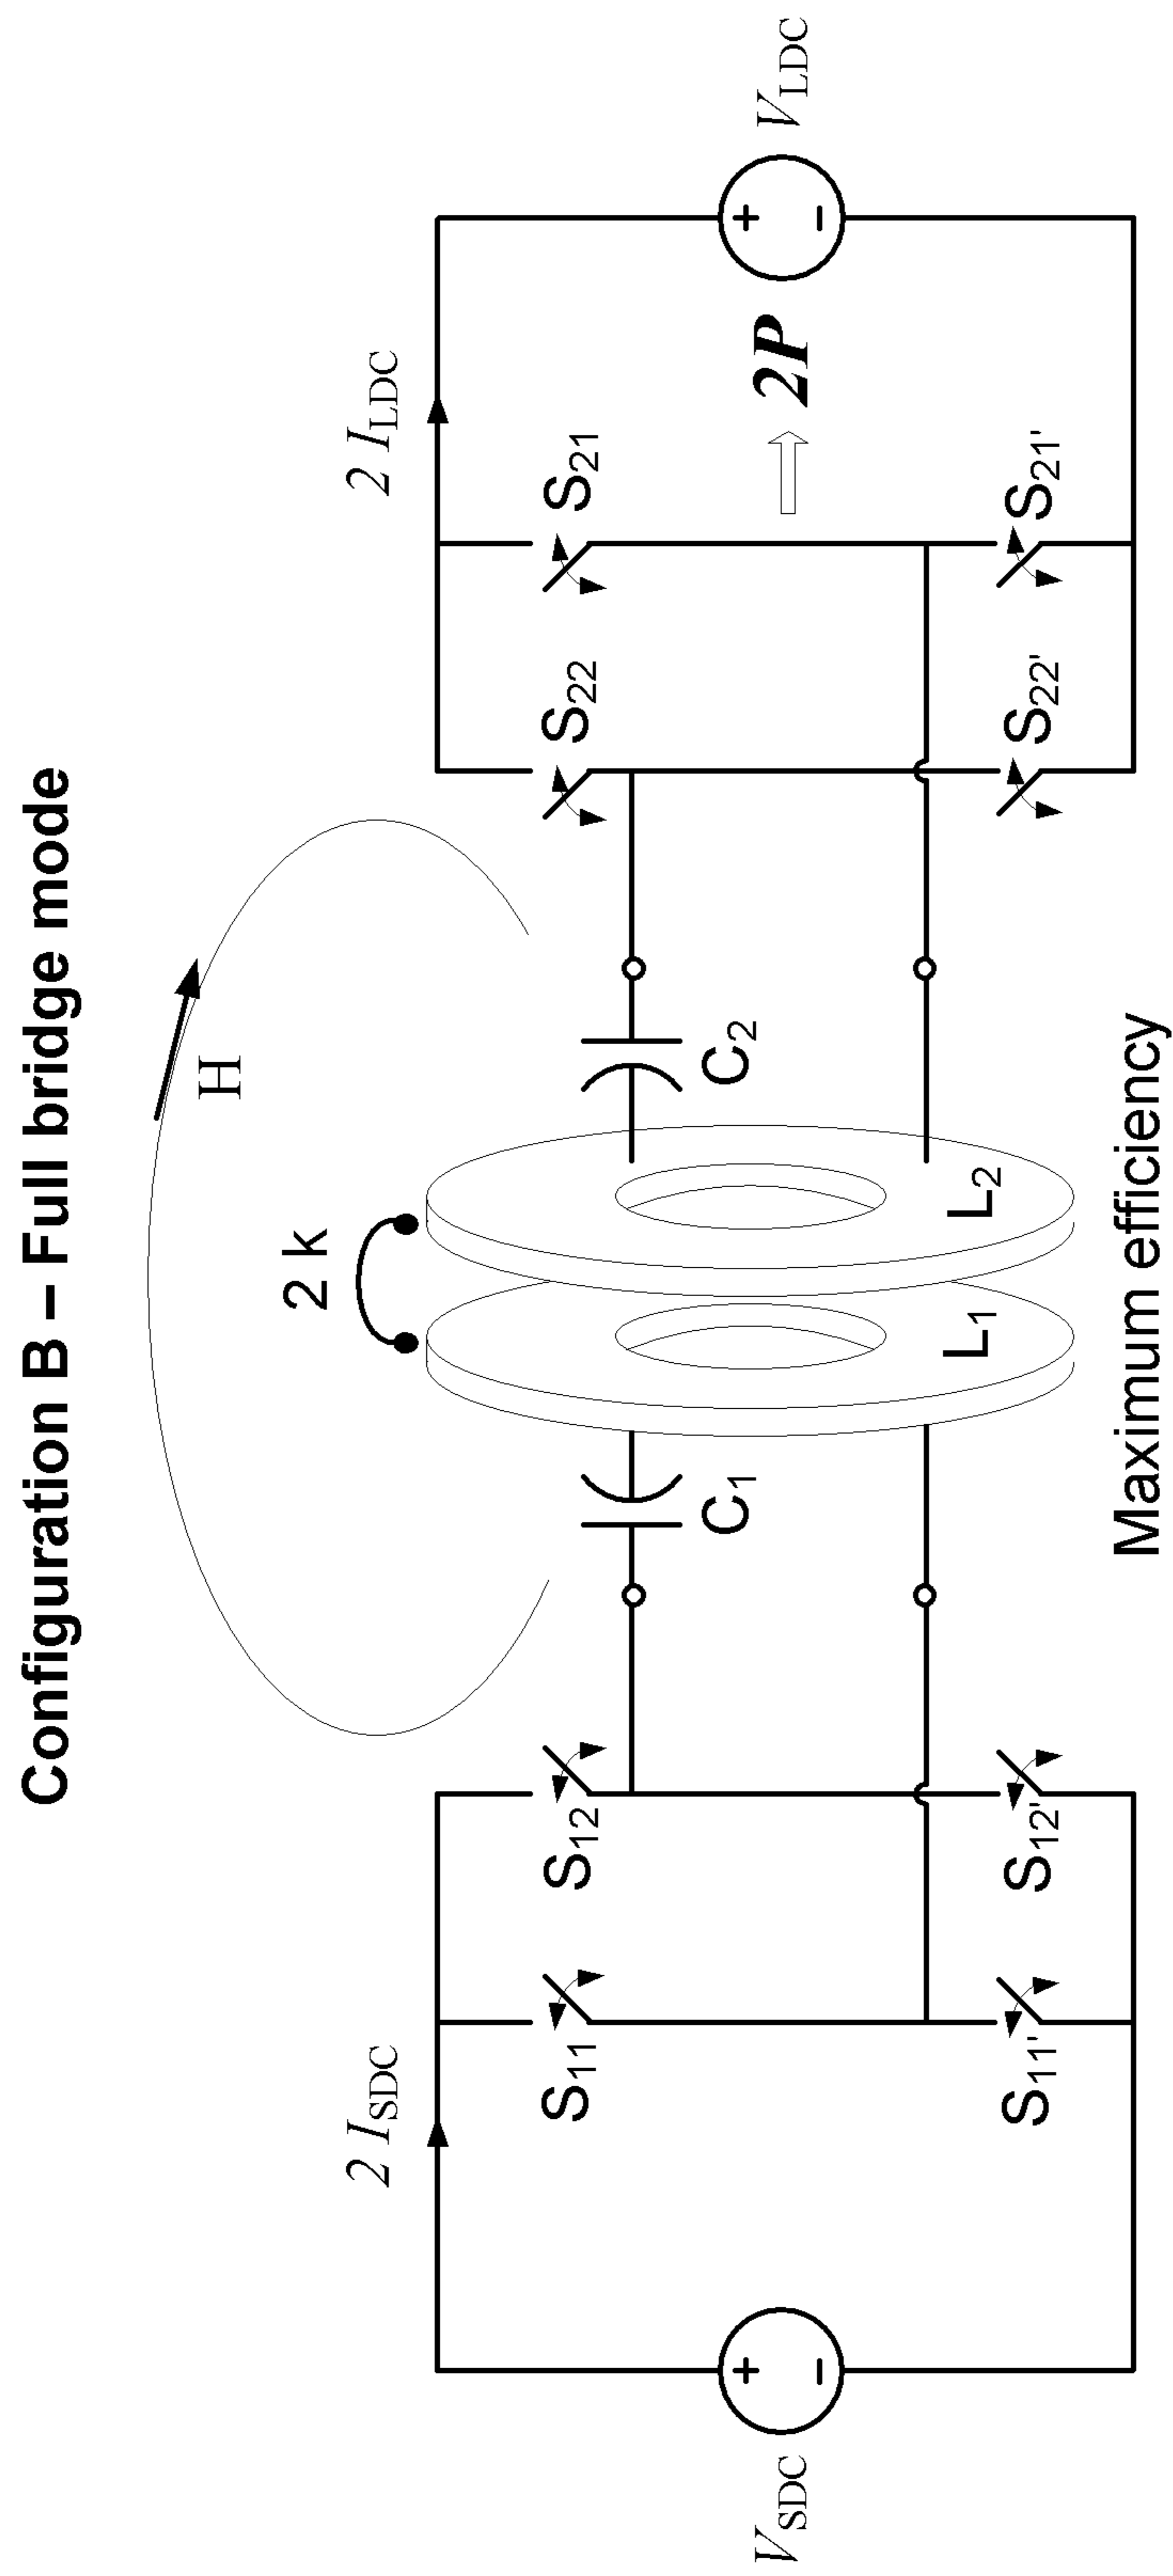 Configuration B – Full bridge mode
H
2 k
2 I_SDC
2 I_LDC
S11
S12
S22
S21
V_SDC
+
–
C1
C2
2P
+
–
V_LDC
L1
L2
S11'
S12'
S22'
S21'
Maximum efficiency